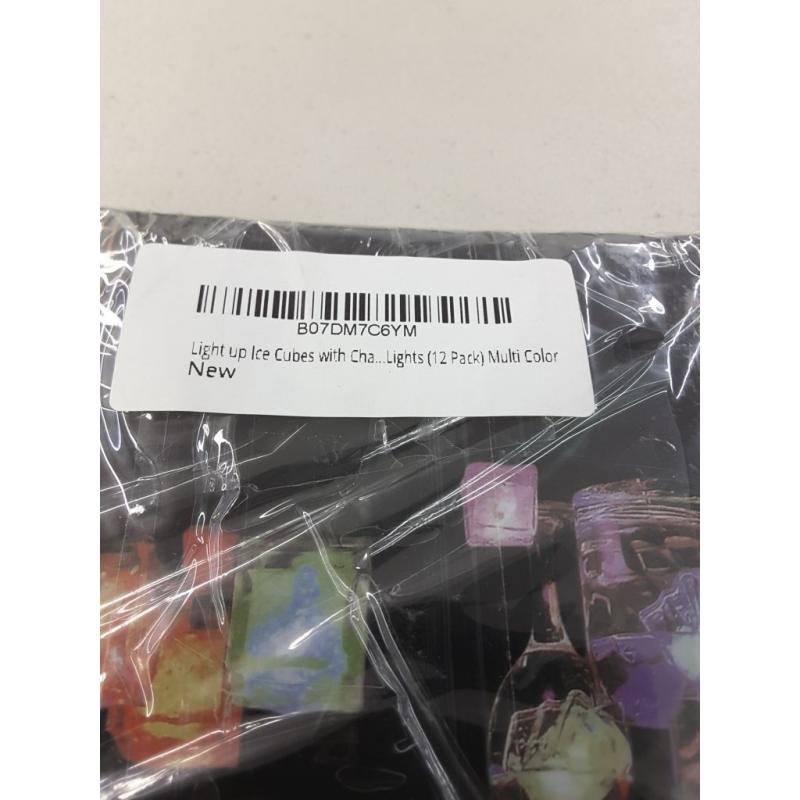 B07DM7C6YM
Light up Ice Cubes with Cha...Lights (12 Pack) Multi Color
New